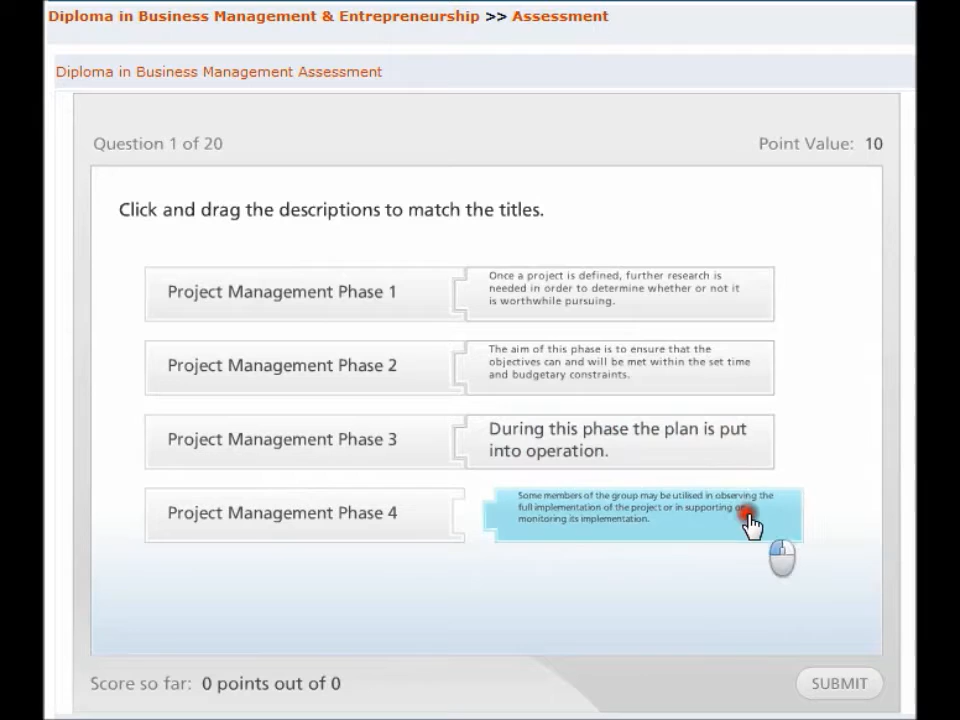 Diploma in Business Management & Entrepreneurship >> Assessment
Diploma in Business Management Assessment
Question 1 of 20
Point Value: 10
Click and drag the descriptions to match the titles.
Project Management Phase 1
Once a project is defined, further research is
needed in order to determine whether or not it
is worthwhile pursuing.
Project Management Phase 2
The aim of this phase is to ensure that the
objectives can and will be met within the set time
and budgetary constraints.
Project Management Phase 3
During this phase the plan is put
into operation.
Project Management Phase 4
Some members of the group may be utilised in observing the
full implementation of the project or in supporting or
monitoring its implementation.
Score so far: 0 points out of 0
SUBMIT